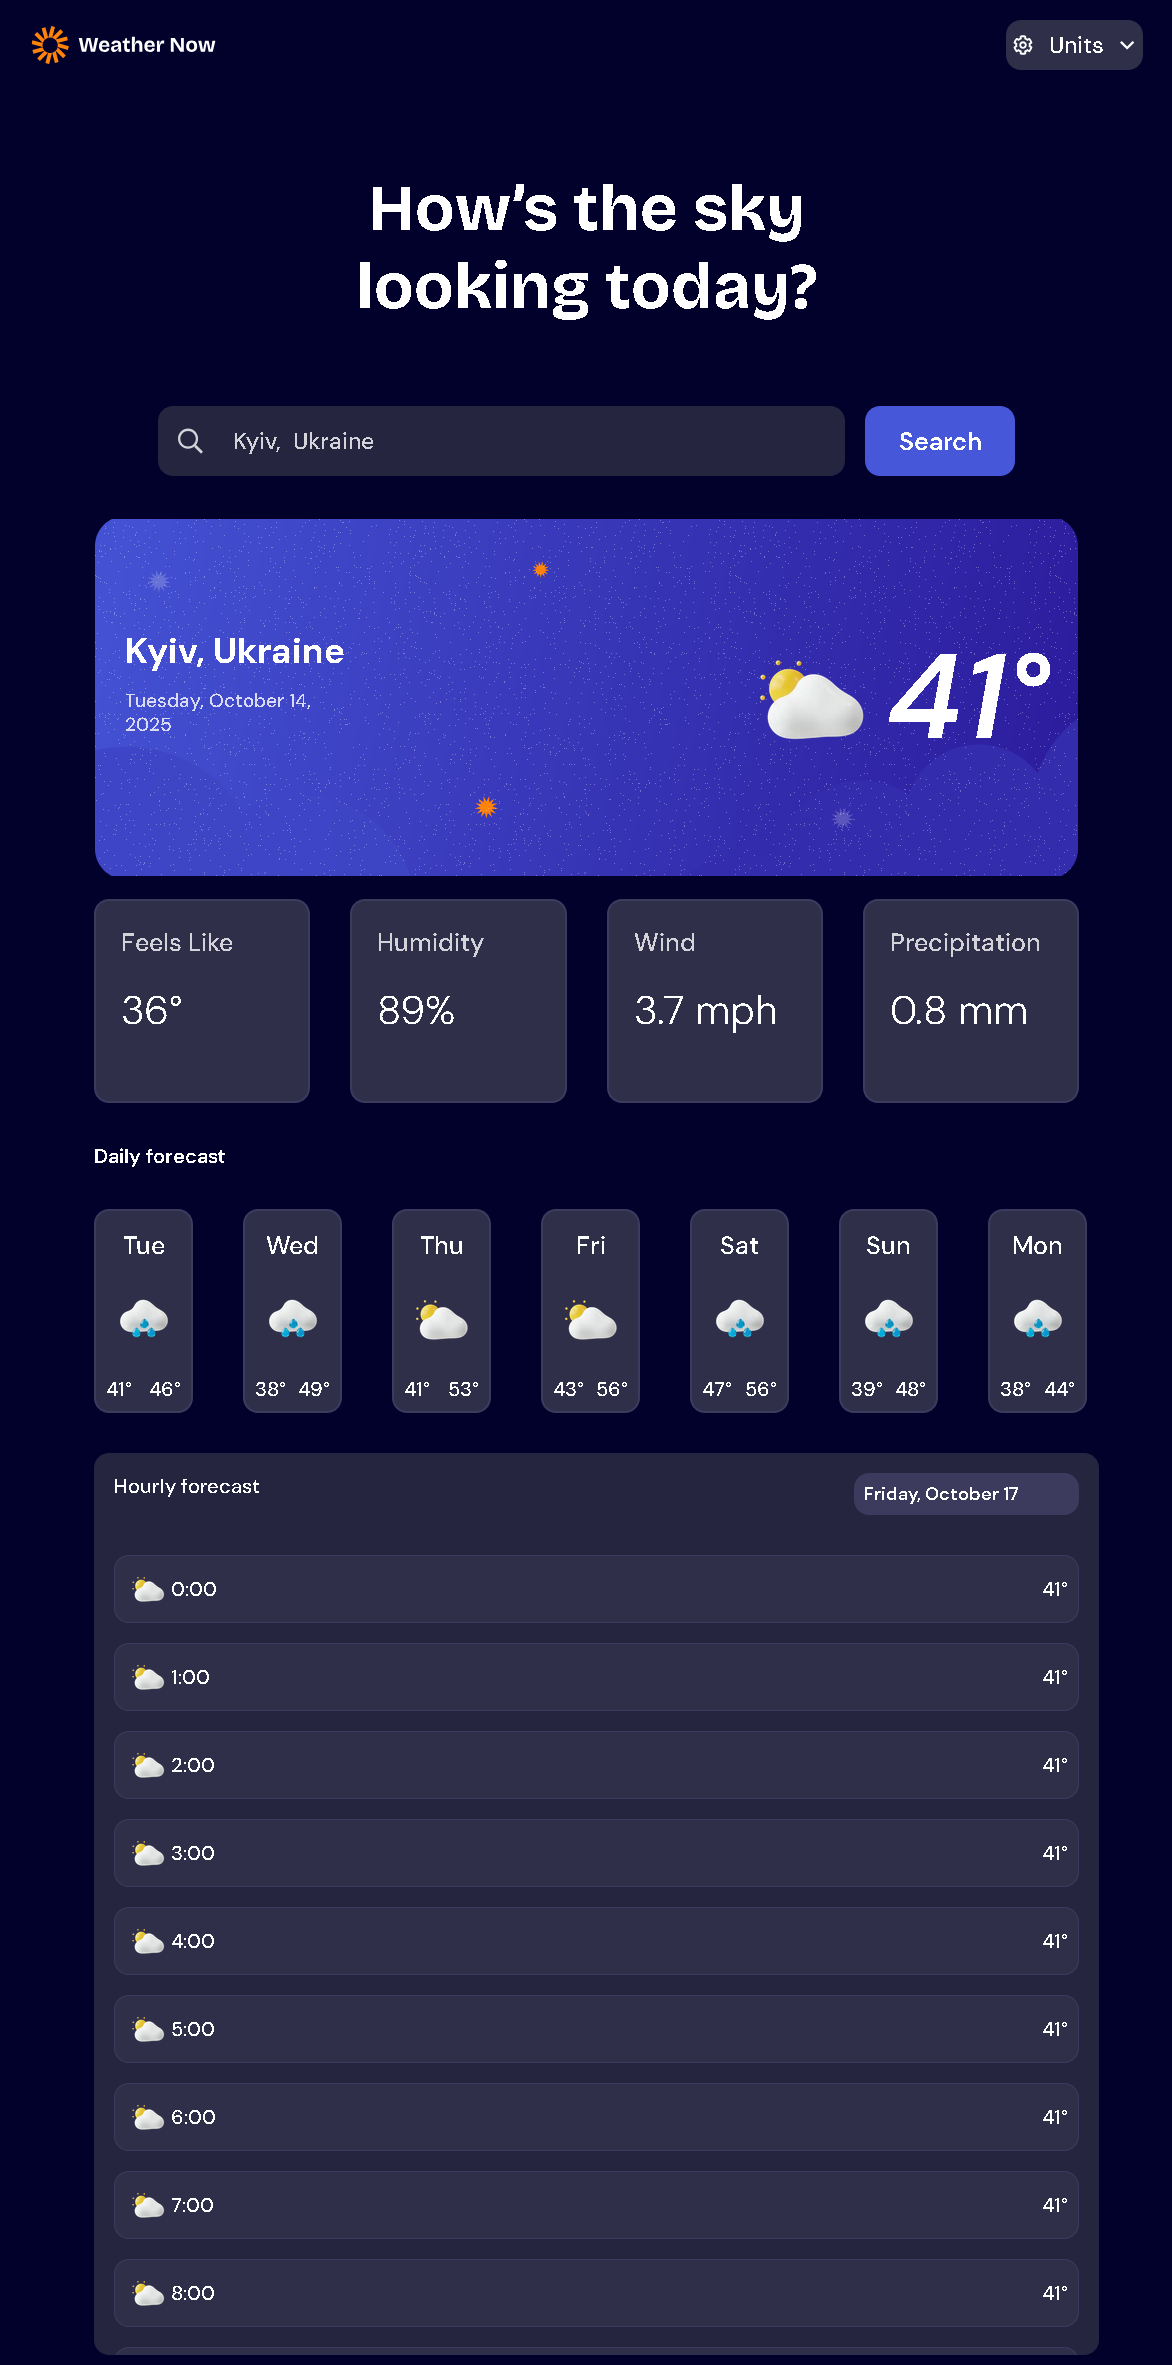 Weather Now
Units
How's the sky
looking today?
Kyiv, Ukraine
Search
Kyiv, Ukraine
Tuesday, October 14,
2025
41°
Feels Like
36°
Humidity
89%
Wind
3.7 mph
Precipitation
0.8 mm
Daily forecast
Tue
41° 46°
Wed
38° 49°
Thu
41° 53°
Fri
43° 56°
Sat
47° 56°
Sun
39° 48°
Mon
38° 44°
Hourly forecast
Friday, October 17
0:00 41°
1:00 41°
2:00 41°
3:00 41°
4:00 41°
5:00 41°
6:00 41°
7:00 41°
8:00 41°